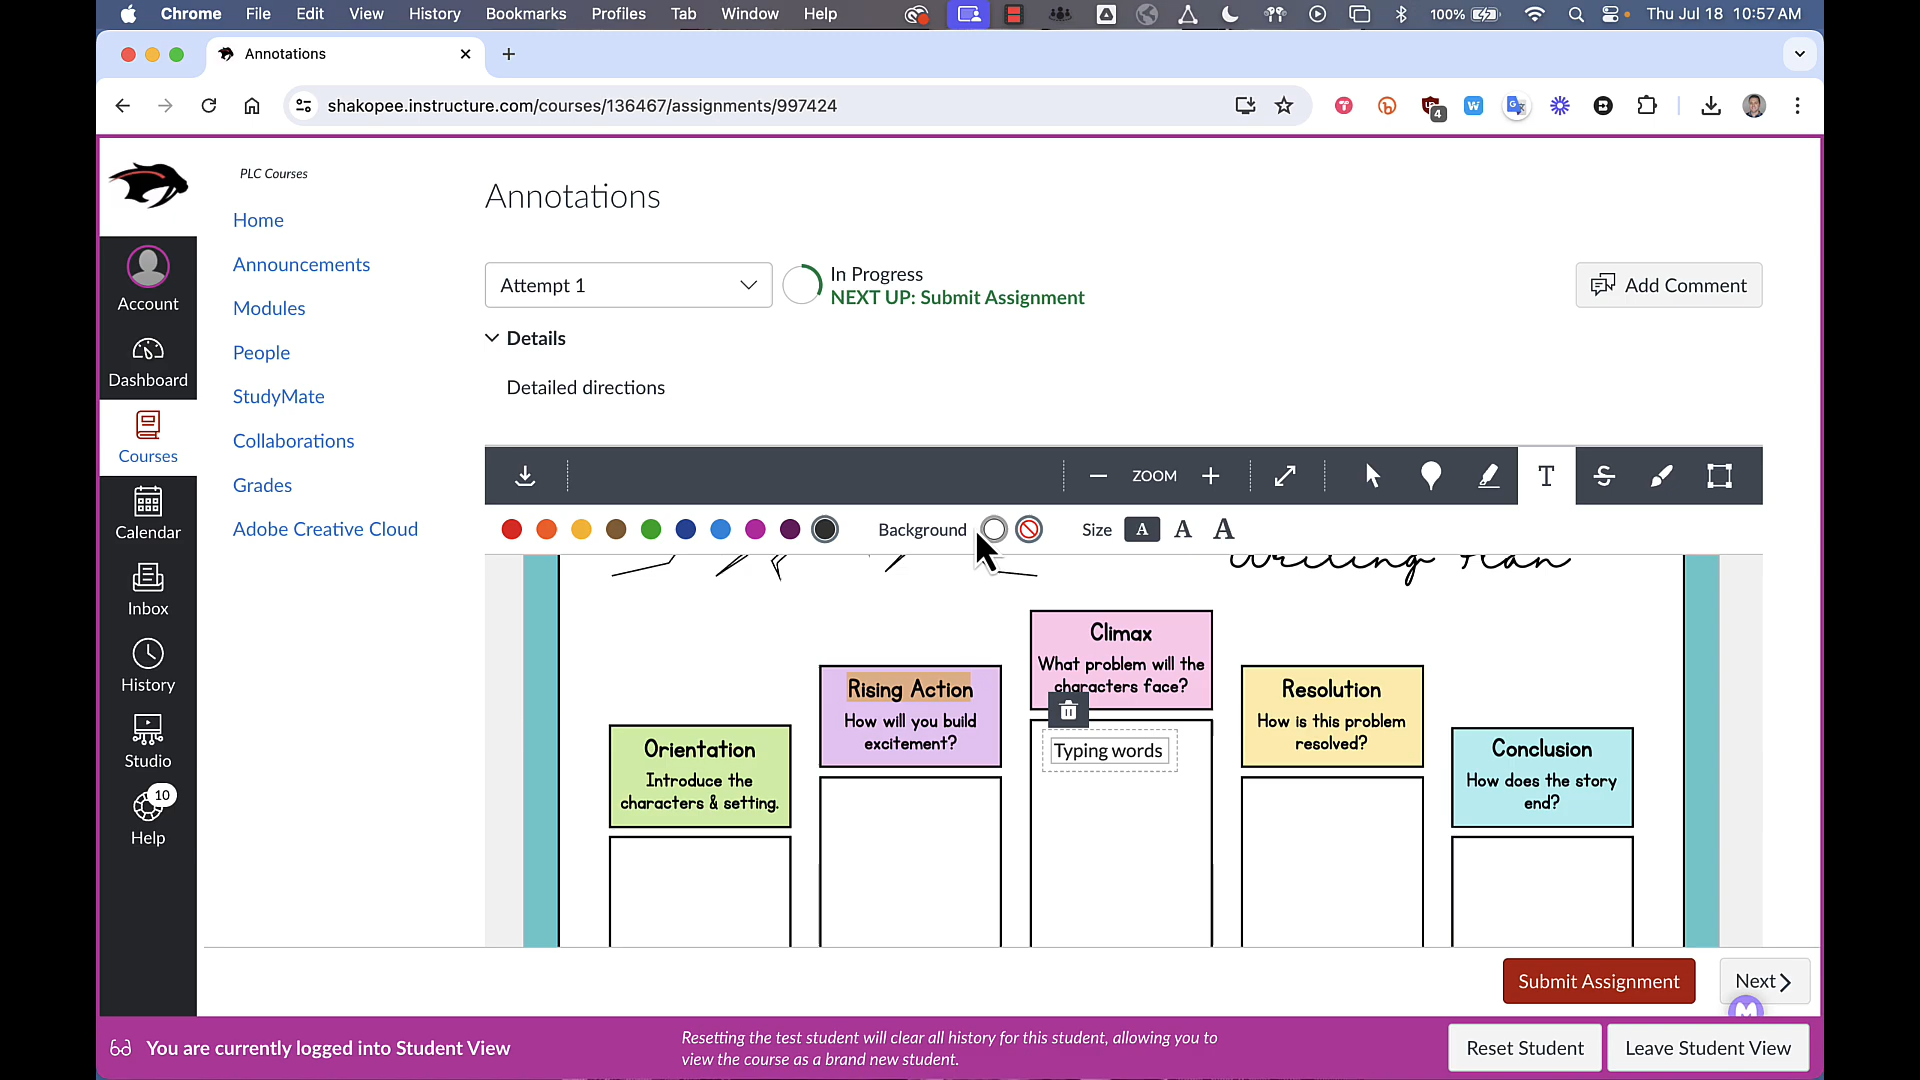 Chrome File Edit View History Bookmarks Profiles Tab Window Help 100% Thu Jul 18 10:57 AM
Annotations
shakopee.instructure.com/courses/136467/assignments/997424
4
PLC Courses
Home
Announcements
Modules
People
StudyMate
Collaborations
Grades
Adobe Creative Cloud
Account
Dashboard
Courses
Calendar
Inbox
History
Studio
10
Help
Annotations
Attempt 1
In Progress
NEXT UP: Submit Assignment
Add Comment
Details
Detailed directions
ZOOM
T
Background
Size A A A
Writing Plan
Climax
What problem will the
characters face?
Rising Action
How will you build
excitement?
Resolution
How is this problem
resolved?
Orientation
Introduce the
characters & setting.
Typing words
Conclusion
How does the story
end?
Submit Assignment
Next
You are currently logged into Student View
Resetting the test student will clear all history for this student, allowing you to
view the course as a brand new student.
Reset Student
Leave Student View